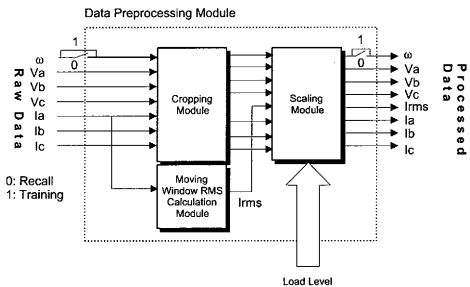 Data Preprocessing Module
1
0
ω
Va
Vb
Vc
Ia
Ib
Ic
Raw Data
0: Recall
1: Training
Cropping
Module
Moving
Window RMS
Calculation
Module
Irms
Scaling
Module
1
0
ω
Va
Vb
Vc
Irms
Ia
Ib
Ic
Processed
Data
Load Level